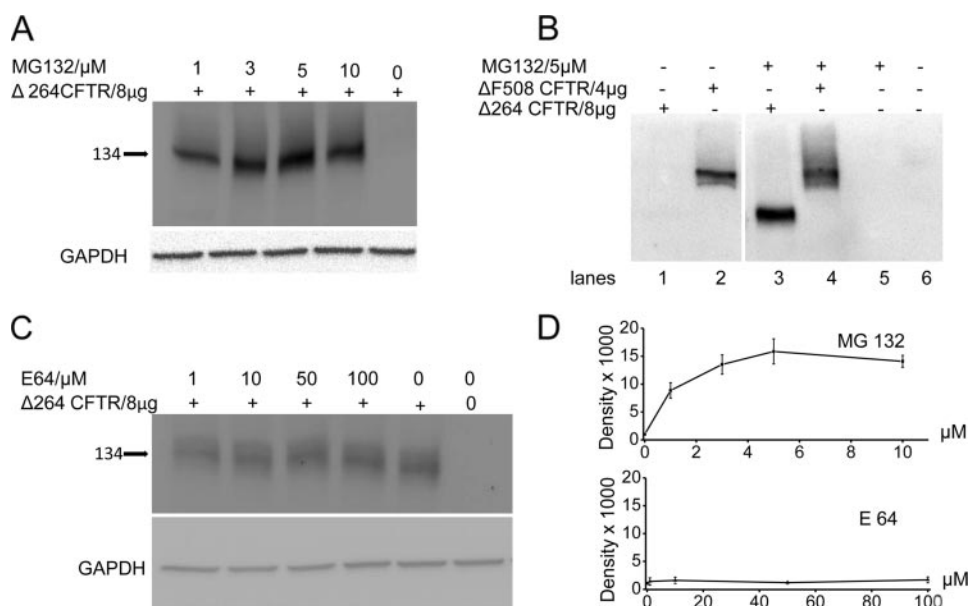 A
MG132/µM 1 3 5 10 0
Δ 264CFTR/8µg + + + + +
134
GAPDH
B
MG132/5µM - - + + + -
ΔF508 CFTR/4µg - + - + - -
Δ264 CFTR/8µg + - + - - -
lanes 1 2 3 4 5 6
C
E64/µM 1 10 50 100 0 0
Δ264 CFTR/8µg + + + + + 0
134
GAPDH
D
MG 132
Density x 1000
20
15
10
5
0
0 2 4 6 8 10 µM
E 64
Density x 1000
20
15
10
5
0
0 20 40 60 80 100 µM